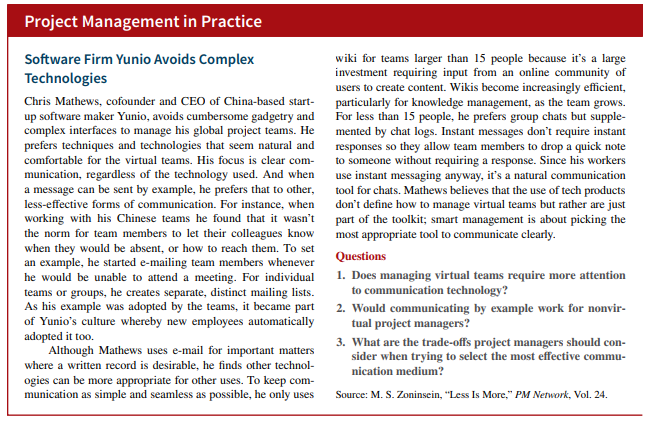 Project Management in Practice
Software Firm Yunio Avoids Complex
Technologies
Chris Mathews, cofounder and CEO of China-based start-
up software maker Yunio, avoids cumbersome gadgetry and
complex interfaces to manage his global project teams. He
prefers techniques and technologies that seem natural and
comfortable for the virtual teams. His focus is clear com-
munication, regardless of the technology used. And when
a message can be sent by example, he prefers that to other,
less-effective forms of communication. For instance, when
working with his Chinese teams he found that it wasn't
the norm for team members to let their colleagues know
when they would be absent, or how to reach them. To set
an example, he started e-mailing team members whenever
he would be unable to attend a meeting. For individual
teams or groups, he creates separate, distinct mailing lists.
As his example was adopted by the teams, it became part
of Yunio's culture whereby new employees automatically
adopted it too.
Although Mathews uses e-mail for important matters
where a written record is desirable, he finds other technol-
ogies can be more appropriate for other uses. To keep com-
munication as simple and seamless as possible, he only uses
wiki for teams larger than 15 people because it's a large
investment requiring input from an online community of
users to create content. Wikis become increasingly efficient,
particularly for knowledge management, as the team grows.
For less than 15 people, he prefers group chats but supple-
mented by chat logs. Instant messages don't require instant
responses so they allow team members to drop a quick note
to someone without requiring a response. Since his workers
use instant messaging anyway, it's a natural communication
tool for chats. Mathews believes that the use of tech products
don't define how to manage virtual teams but rather are just
part of the toolkit; smart management is about picking the
most appropriate tool to communicate clearly.
Questions
1. Does managing virtual teams require more attention
to communication technology?
2. Would communicating by example work for nonvir-
tual project managers?
3. What are the trade-offs project managers should con-
sider when trying to select the most effective commu-
nication medium?
Source: M. S. Zoninsein, "Less Is More," PM Network, Vol. 24.